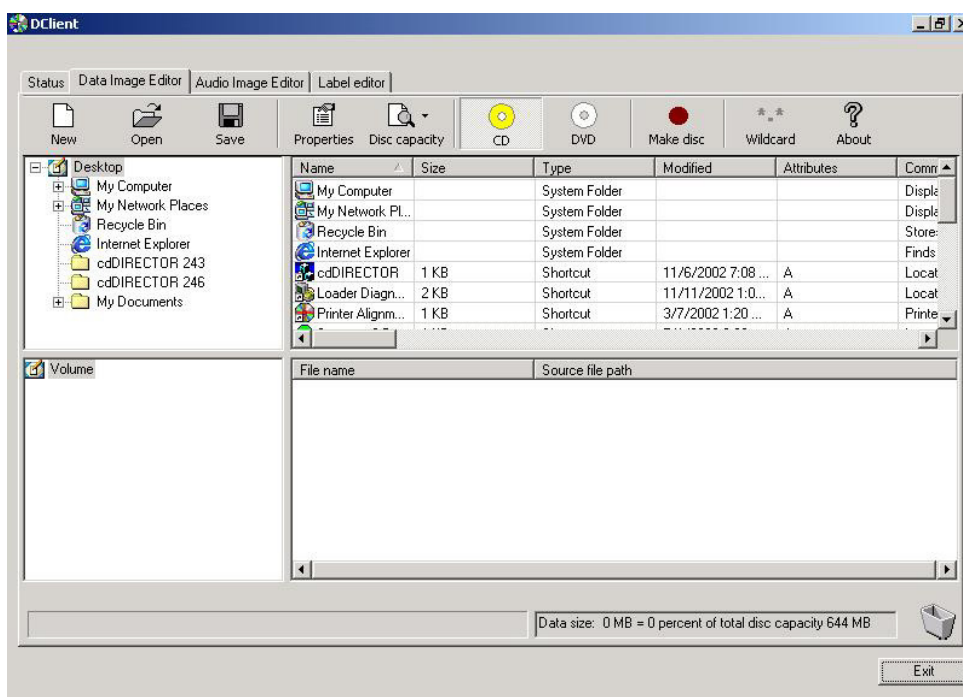 DClient
Status Data Image Editor Audio Image Editor Label editor
New Open Save Properties Disc capacity CD DVD Make disc Wildcard About
Desktop
My Computer
My Network Places
Recycle Bin
Internet Explorer
cdDIRECTOR 243
cdDIRECTOR 246
My Documents
Name Size Type Modified Attributes Comm
My Computer System Folder Displa
My Network Pl... System Folder Displa
Recycle Bin System Folder Store:
Internet Explorer System Folder Finds
cdDIRECTOR 1 KB Shortcut 11/6/2002 7:08 ... A Locat
Loader Diagn... 2 KB Shortcut 11/11/2002 1:0... A Locat
Printer Alignm... 1 KB Shortcut 3/7/2002 1:20 ... A Printe
Volume
File name Source file path
Data size: 0 MB = 0 percent of total disc capacity 644 MB
Exit